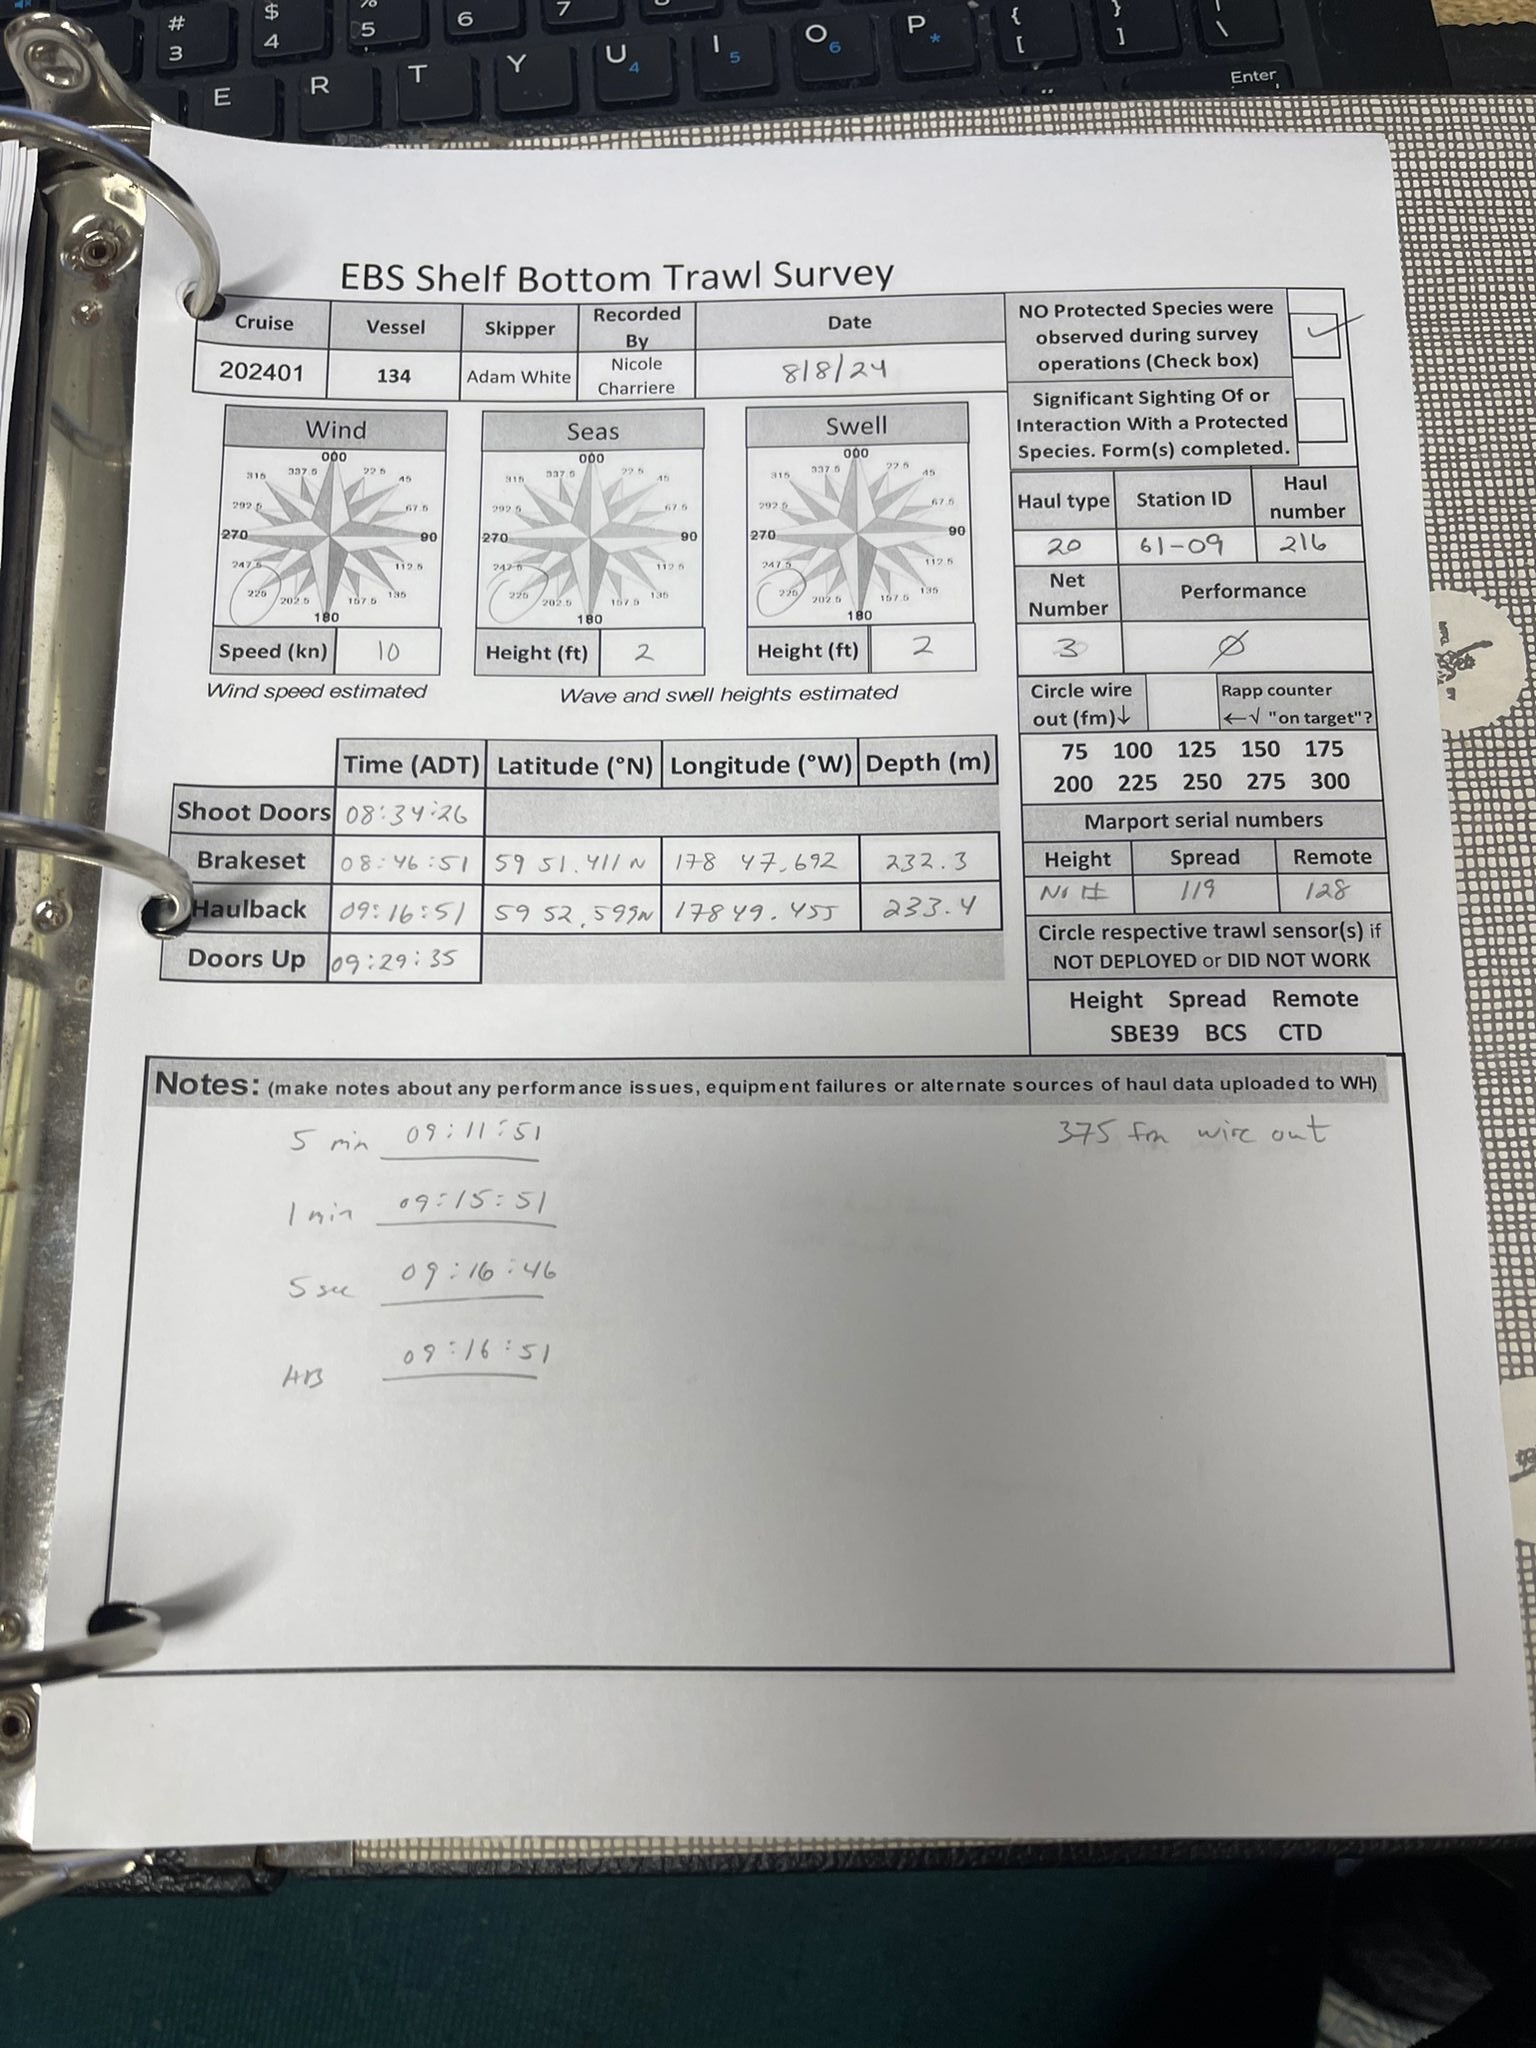 # $ %
3 4 5 6 7 { } \
[ ]
E R T Y U 4 I 5 O 6 P *
Enter
EBS Shelf Bottom Trawl Survey
Cruise Vessel Skipper Recorded By Date
202401 134 Adam White Nicole Charriere 8/8/24
NO Protected Species were
observed during survey
operations (Check box)
Significant Sighting Of or
Interaction With a Protected
Species. Form(s) completed.
Wind Seas Swell
000 22.5 45 67.5 90 112.5 135 157.5 180 202.5 225 247.5 270 292.5 315 337.5
000 22.5 45 67.5 90 112.5 135 157.5 180 202.5 225 247.5 270 292.5 315 337.5
000 22.5 45 67.5 90 112.5 135 157.5 180 202.5 225 247.5 270 292.5 315 337.5
Speed (kn) 10 Height (ft) 2 Height (ft) 2
Wind speed estimated Wave and swell heights estimated
Haul type Station ID Haul number
20 61-09 216
Net Number Performance
3 Ø
Circle wire out (fm)↓ Rapp counter
←√ "on target"?
75 100 125 150 175
200 225 250 275 300
Marport serial numbers
Height Spread Remote
No # 119 128
Circle respective trawl sensor(s) if
NOT DEPLOYED or DID NOT WORK
Height Spread Remote
SBE39 BCS CTD
Time (ADT) Latitude (°N) Longitude (°W) Depth (m)
Shoot Doors 08:34:26
Brakeset 08:46:51 59 51.411 N 178 47.692 232.3
Haulback 09:16:51 59 52.599N 178 49.455 233.4
Doors Up 09:29:35
Notes: (make notes about any performance issues, equipment failures or alternate sources of haul data uploaded to WH)
5 min 09:11:51 375 fm wire out
1 min 09:15:51
5 sec 09:16:46
HB 09:16:51